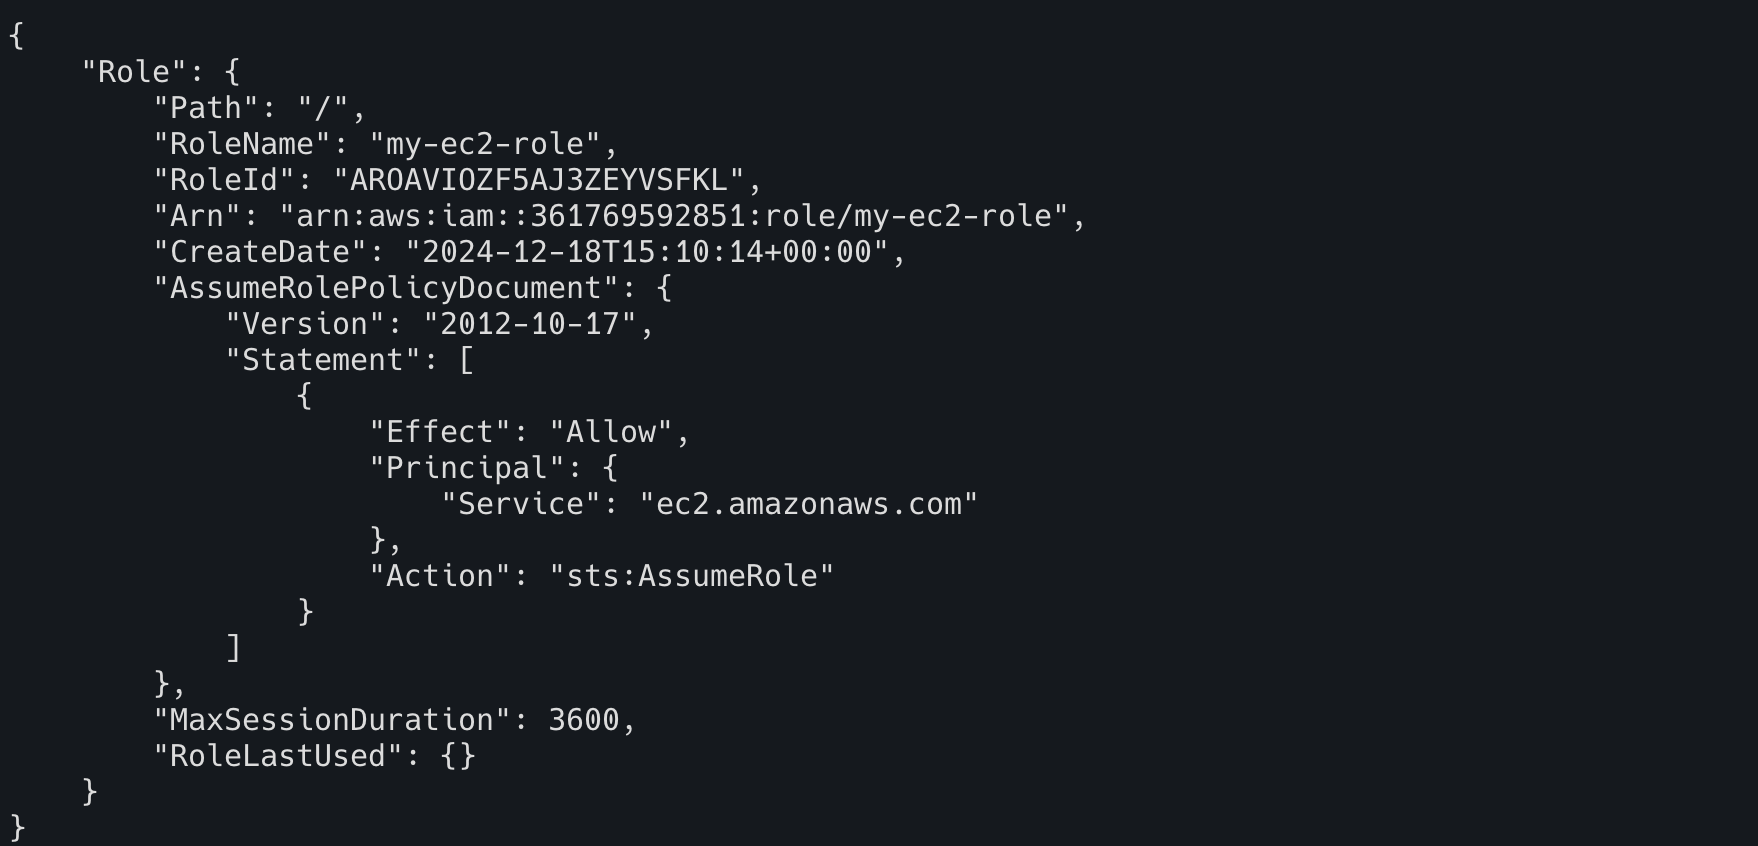 {
    "Role": {
        "Path": "/",
        "RoleName": "my-ec2-role",
        "RoleId": "AROAVIOZF5AJ3ZEYVSFKL",
        "Arn": "arn:aws:iam::361769592851:role/my-ec2-role",
        "CreateDate": "2024-12-18T15:10:14+00:00",
        "AssumeRolePolicyDocument": {
            "Version": "2012-10-17",
            "Statement": [
                {
                    "Effect": "Allow",
                    "Principal": {
                        "Service": "ec2.amazonaws.com"
                    },
                    "Action": "sts:AssumeRole"
                }
            ]
        },
        "MaxSessionDuration": 3600,
        "RoleLastUsed": {}
    }
}